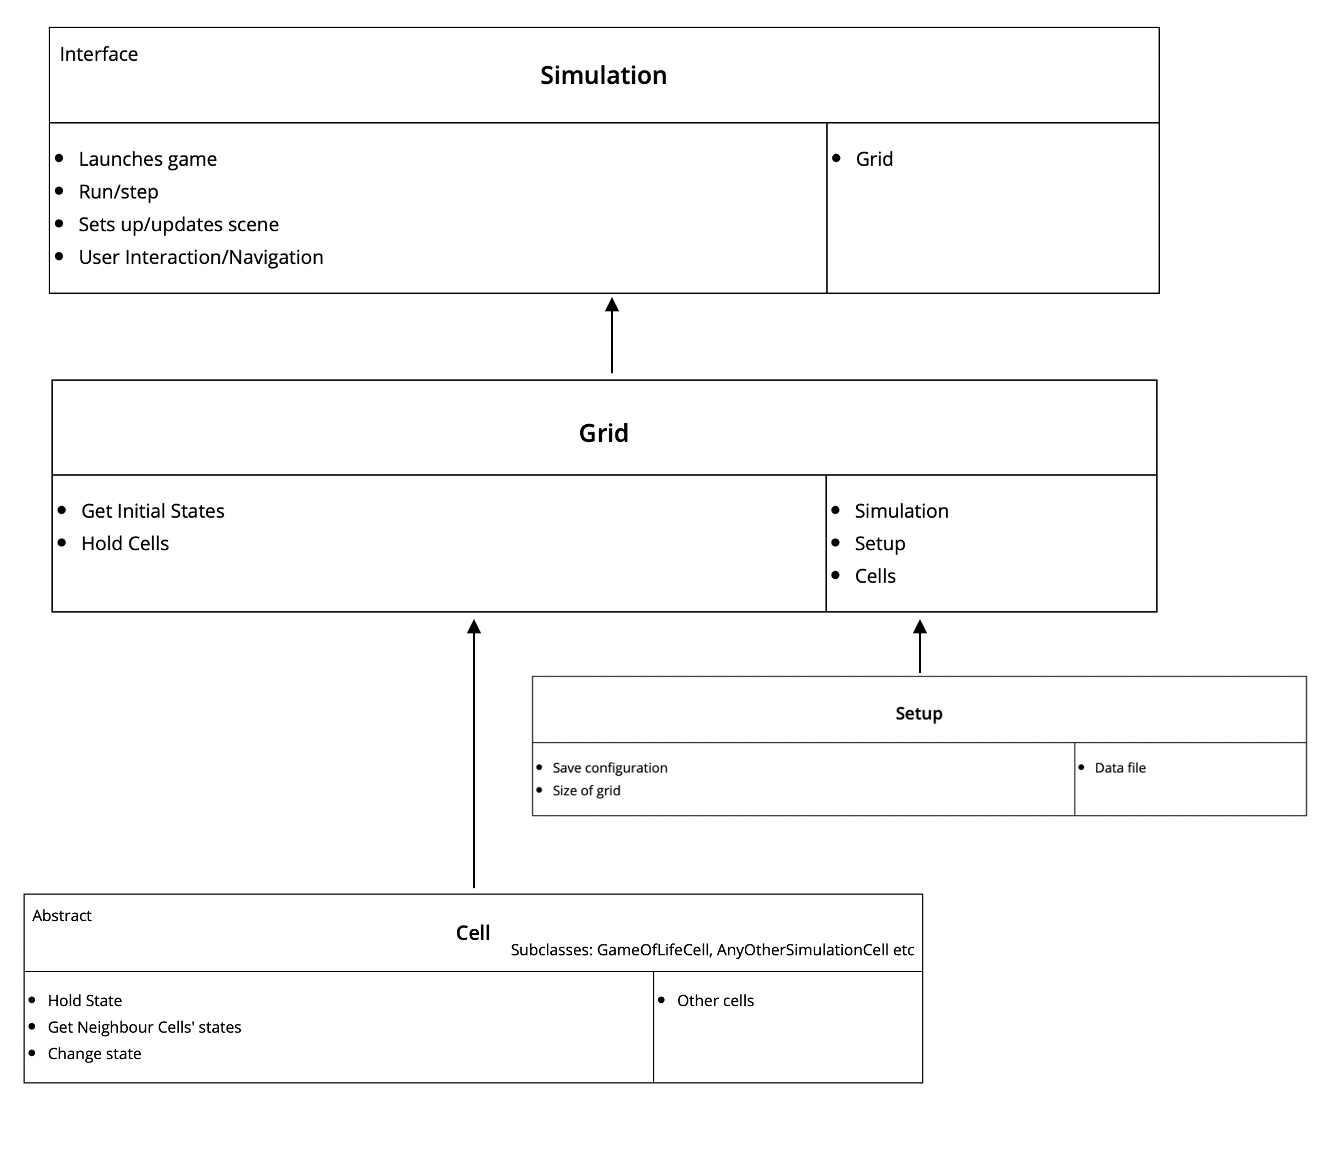 Interface
Simulation
Launches game
Run/step
Sets up/updates scene
User Interaction/Navigation
Grid
Grid
Get Initial States
Hold Cells
Simulation
Setup
Cells
Setup
Save configuration
Size of grid
Data file
Abstract
Cell
Subclasses: GameOfLifeCell, AnyOtherSimulationCell etc
Hold State
Get Neighbour Cells' states
Change state
Other cells